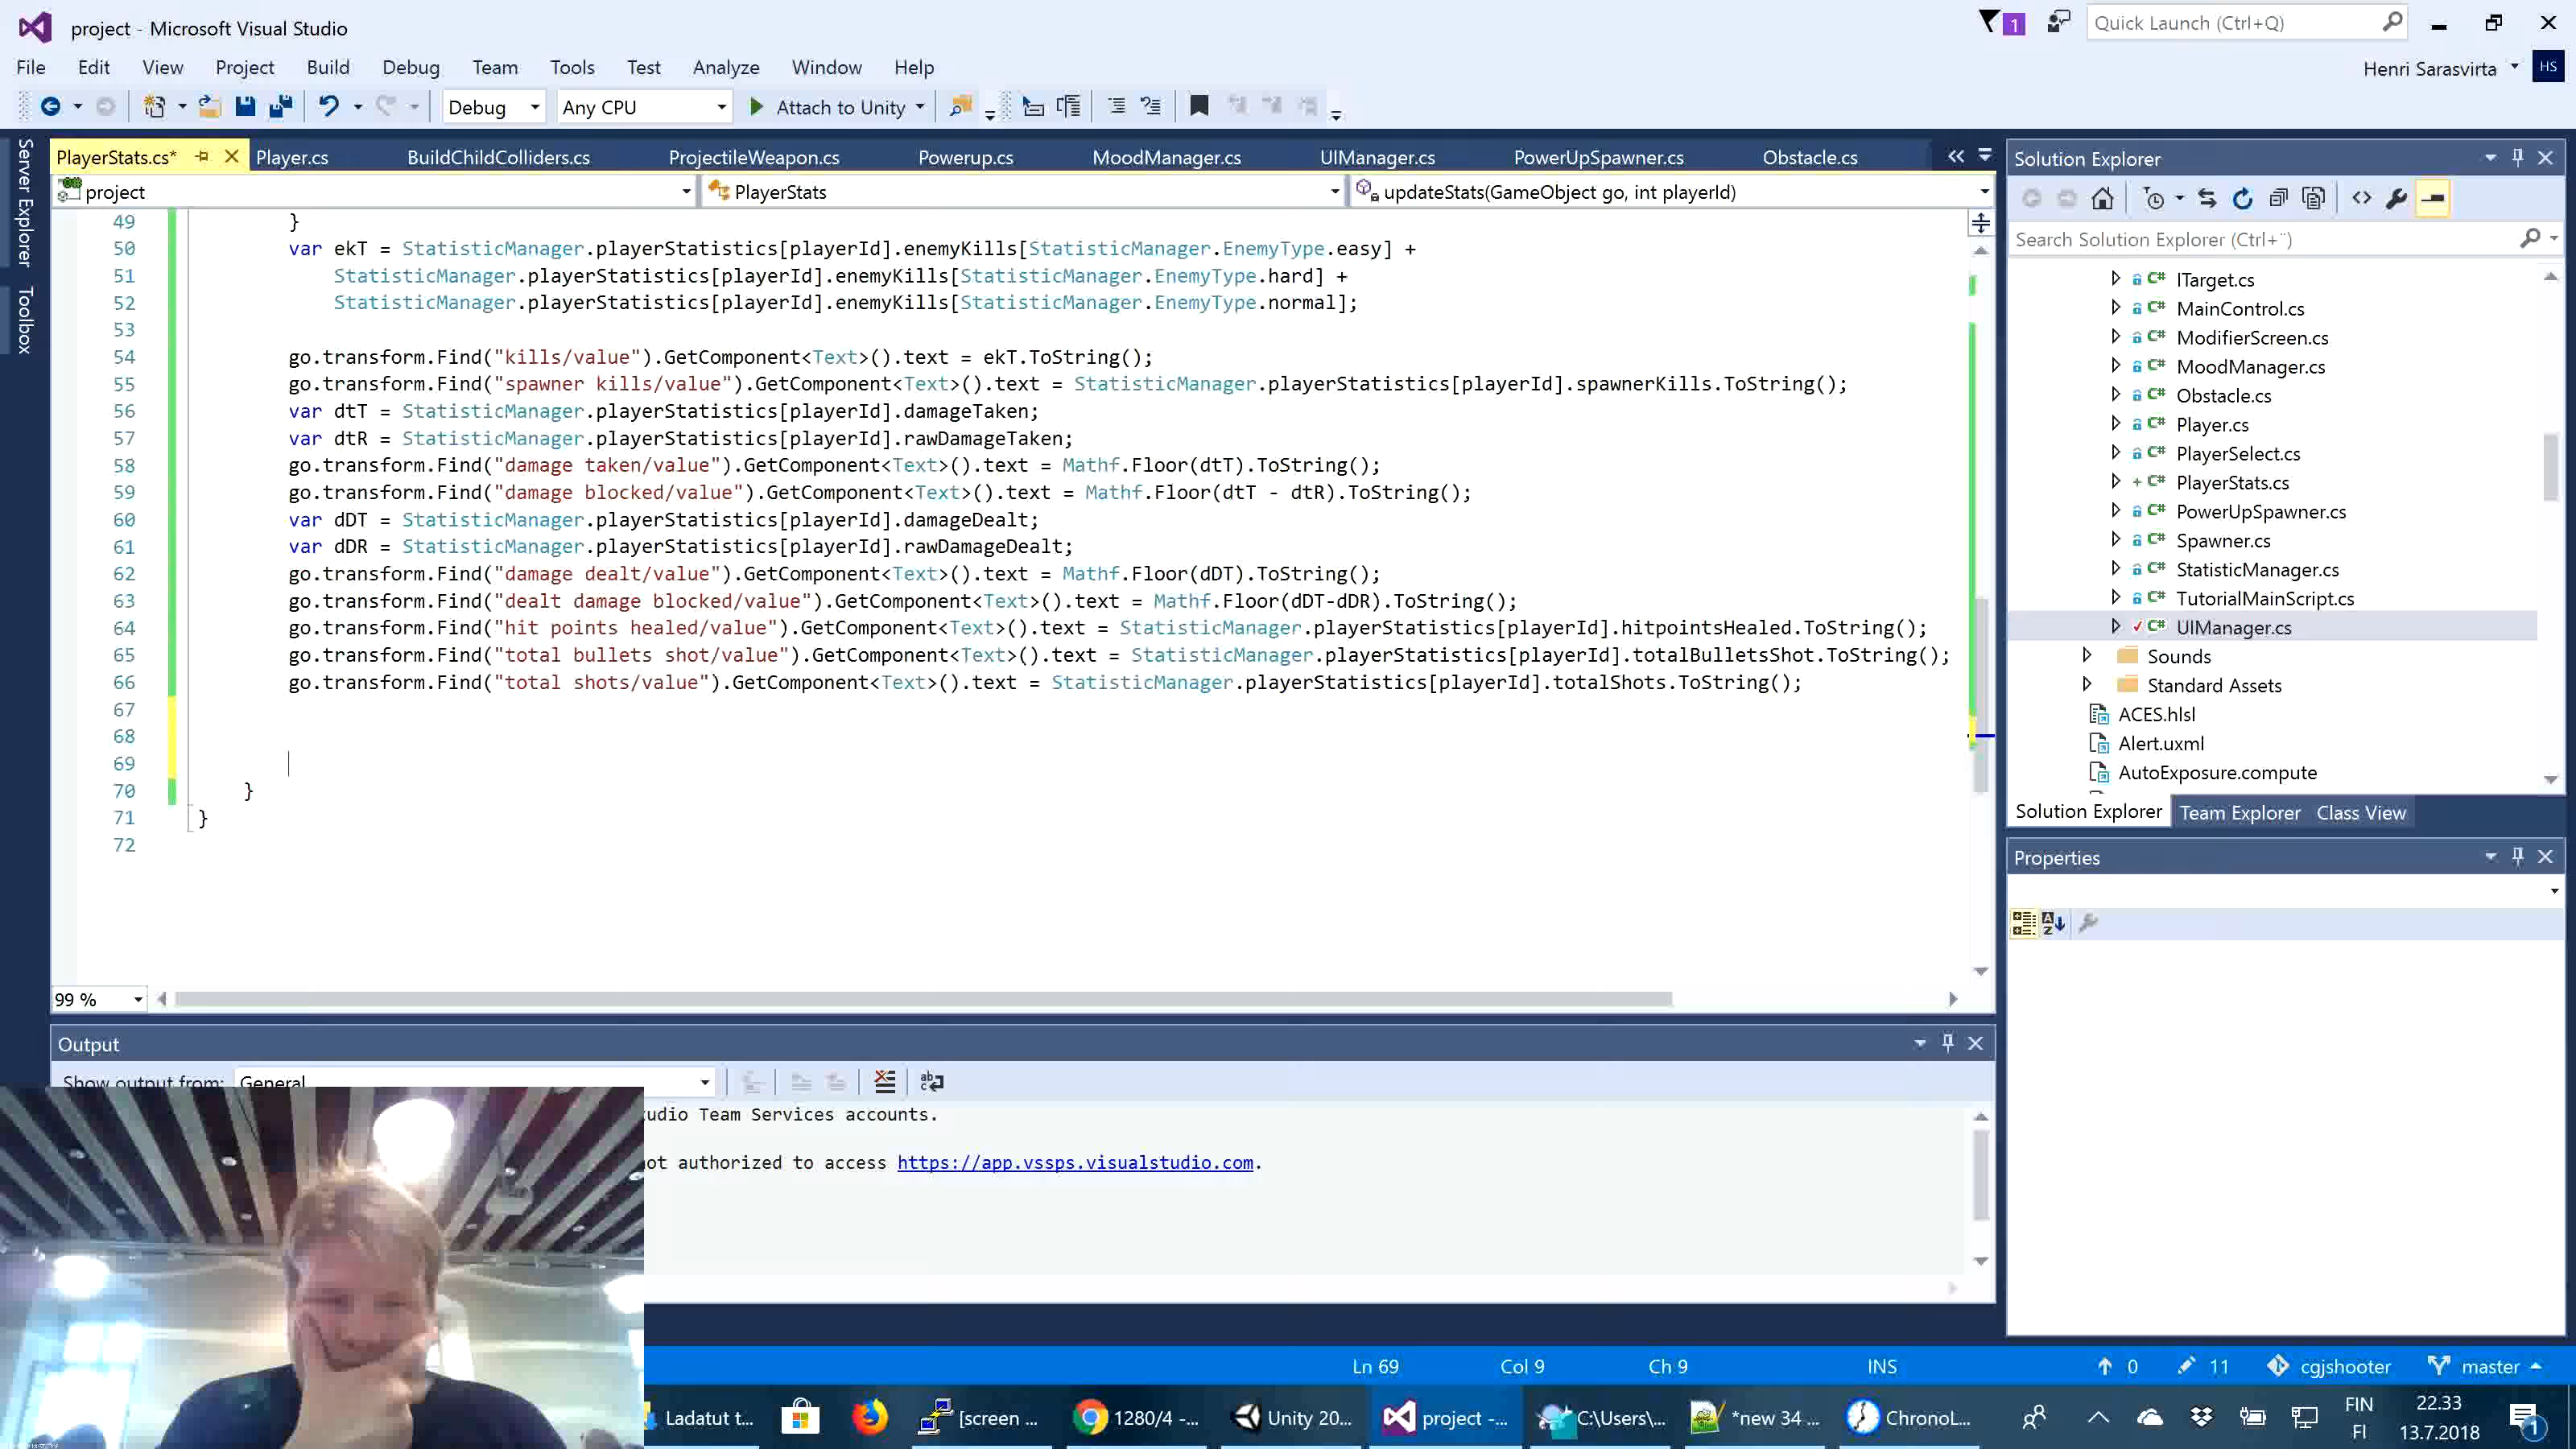 project - Microsoft Visual Studio
1
Quick Launch (Ctrl+Q)
File Edit View Project Build Debug Team Tools Test Analyze Window Help
Henri Sarasvirta HS
Debug Any CPU Attach to Unity
Server Explorer
Toolbox
PlayerStats.cs* Player.cs BuildChildColliders.cs ProjectileWeapon.cs Powerup.cs MoodManager.cs UIManager.cs PowerUpSpawner.cs Obstacle.cs
project PlayerStats updateStats(GameObject go, int playerId)
49 }
50 var ekT = StatisticManager.playerStatistics[playerId].enemyKills[StatisticManager.EnemyType.easy] +
51 StatisticManager.playerStatistics[playerId].enemyKills[StatisticManager.EnemyType.hard] +
52 StatisticManager.playerStatistics[playerId].enemyKills[StatisticManager.EnemyType.normal];
53
54 go.transform.Find("kills/value").GetComponent<Text>().text = ekT.ToString();
55 go.transform.Find("spawner kills/value").GetComponent<Text>().text = StatisticManager.playerStatistics[playerId].spawnerKills.ToString();
56 var dtT = StatisticManager.playerStatistics[playerId].damageTaken;
57 var dtR = StatisticManager.playerStatistics[playerId].rawDamageTaken;
58 go.transform.Find("damage taken/value").GetComponent<Text>().text = Mathf.Floor(dtT).ToString();
59 go.transform.Find("damage blocked/value").GetComponent<Text>().text = Mathf.Floor(dtT - dtR).ToString();
60 var dDT = StatisticManager.playerStatistics[playerId].damageDealt;
61 var dDR = StatisticManager.playerStatistics[playerId].rawDamageDealt;
62 go.transform.Find("damage dealt/value").GetComponent<Text>().text = Mathf.Floor(dDT).ToString();
63 go.transform.Find("dealt damage blocked/value").GetComponent<Text>().text = Mathf.Floor(dDT-dDR).ToString();
64 go.transform.Find("hit points healed/value").GetComponent<Text>().text = StatisticManager.playerStatistics[playerId].hitpointsHealed.ToString();
65 go.transform.Find("total bullets shot/value").GetComponent<Text>().text = StatisticManager.playerStatistics[playerId].totalBulletsShot.ToString();
66 go.transform.Find("total shots/value").GetComponent<Text>().text = StatisticManager.playerStatistics[playerId].totalShots.ToString();
67
68
69
70 }
71 }
72
99 %
Solution Explorer
Search Solution Explorer (Ctrl+¨)
C# ITarget.cs
C# MainControl.cs
C# ModifierScreen.cs
C# MoodManager.cs
C# Obstacle.cs
C# Player.cs
C# PlayerSelect.cs
+ C# PlayerStats.cs
C# PowerUpSpawner.cs
C# Spawner.cs
C# StatisticManager.cs
C# TutorialMainScript.cs
C# UIManager.cs
Sounds
Standard Assets
ACES.hlsl
Alert.uxml
AutoExposure.compute
Solution Explorer Team Explorer Class View
Properties
Output
Show output from: General
udio Team Services accounts.
ot authorized to access https://app.vssps.visualstudio.com.
Ln 69 Col 9 Ch 9 INS 0 11 cgjshooter master
Ladatut t... [screen ... 1280/4 -... Unity 20... project -... C:\Users\... *new 34 ... ChronoL...
FIN
FI
22.33
13.7.2018
1